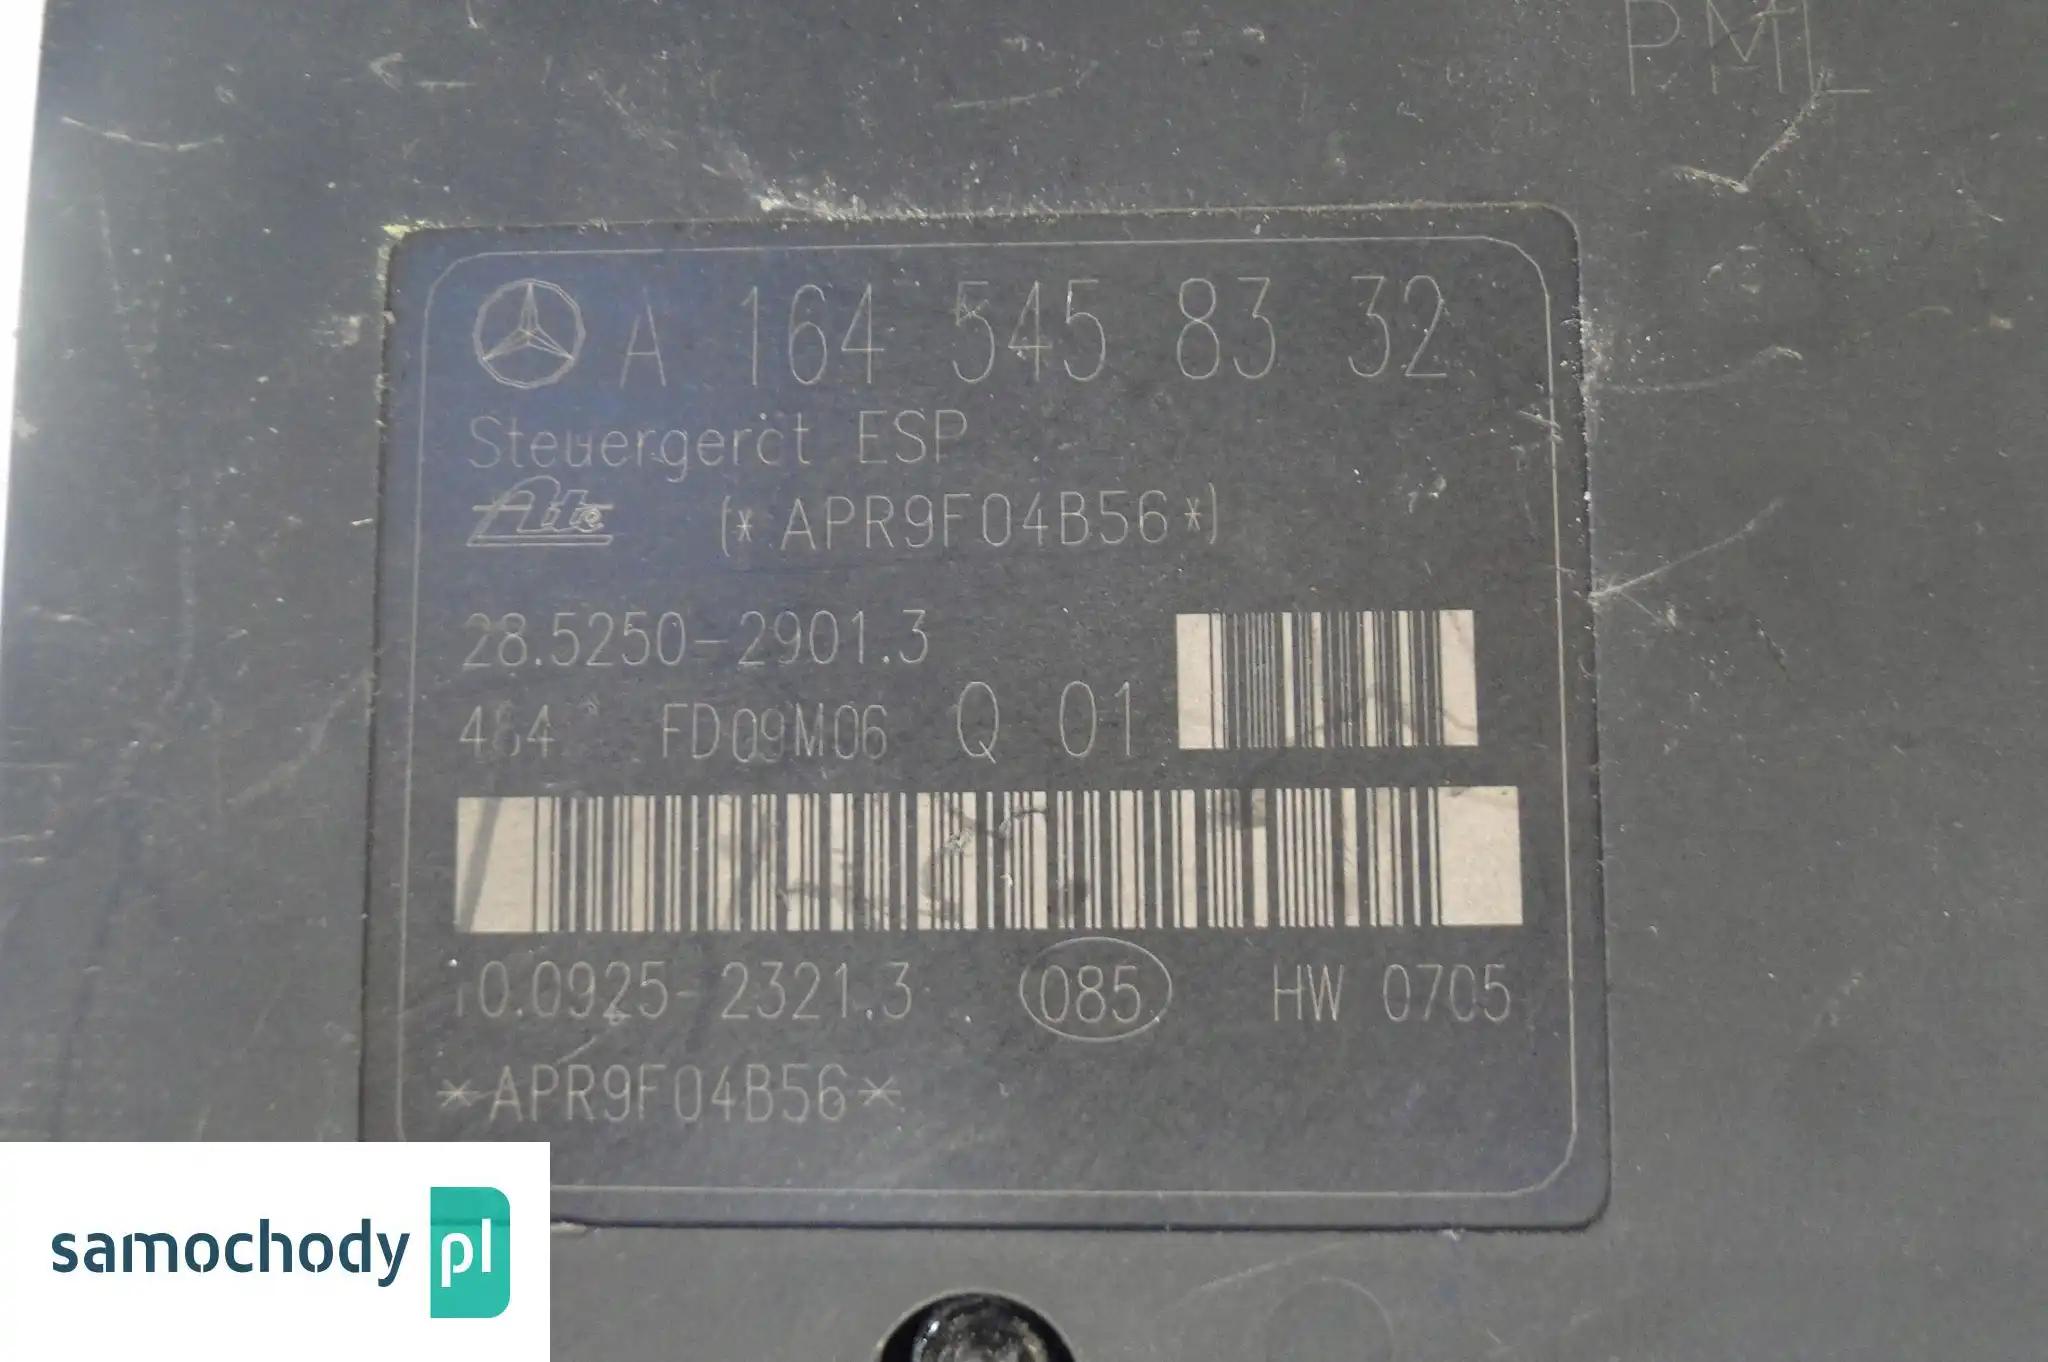 PML
A 164 545 83 32
Steuergerät ESP
Ate (*APR9F04B56*)
28.5250-2901.3
484 FD09M06 Q 01
10.0925-2321.3 085 HW 0705
*APR9F04B56*
samochody pl